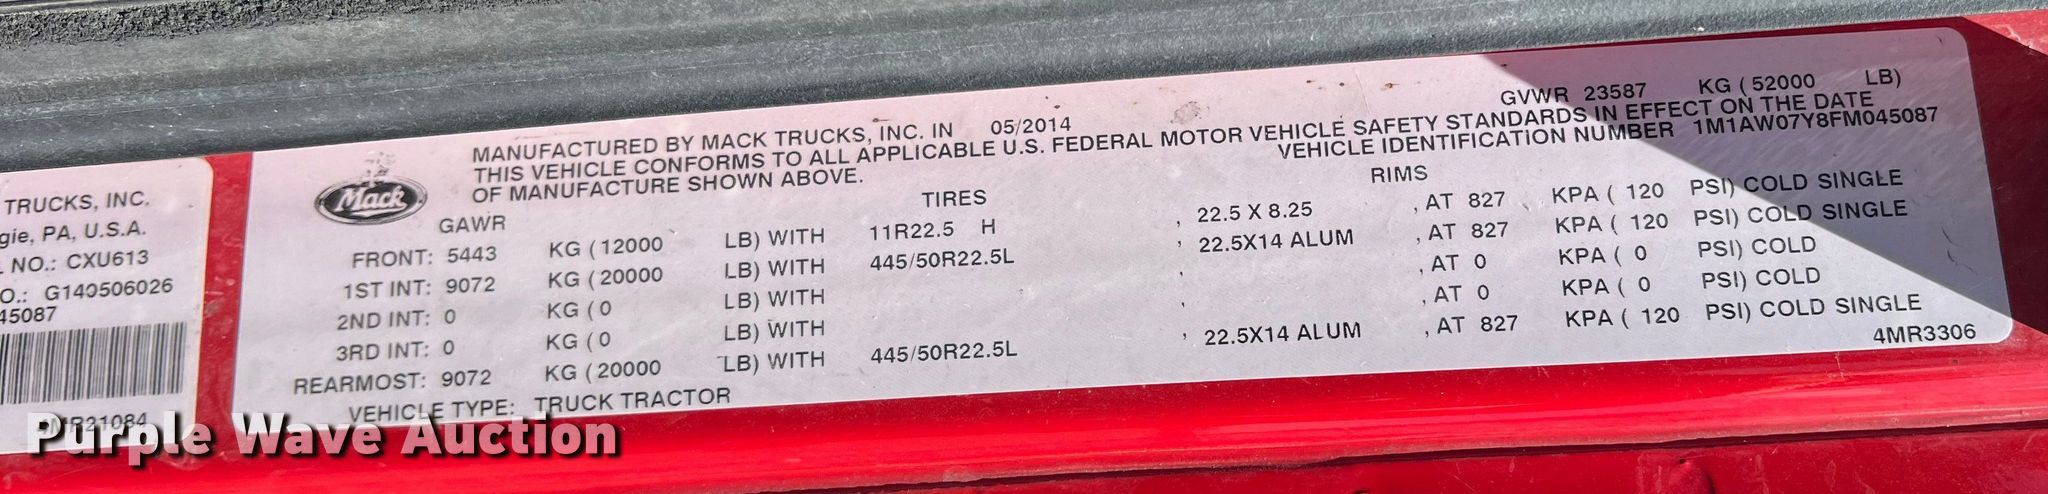 TRUCKS, INC.
gie, PA, U.S.A.
NO.: CXU613
O.: G140506026
45087
MR21084
Mack
MANUFACTURED BY MACK TRUCKS, INC. IN 05/2014 GVWR 23587 KG ( 52000 LB)
THIS VEHICLE CONFORMS TO ALL APPLICABLE U.S. FEDERAL MOTOR VEHICLE SAFETY STANDARDS IN EFFECT ON THE DATE
OF MANUFACTURE SHOWN ABOVE. VEHICLE IDENTIFICATION NUMBER 1M1AW07Y8FM045087
GAWR TIRES RIMS
FRONT: 5443 KG ( 12000 LB) WITH 11R22.5 H , 22.5 X 8.25 , AT 827 KPA ( 120 PSI) COLD SINGLE
1ST INT: 9072 KG ( 20000 LB) WITH 445/50R22.5L , 22.5X14 ALUM , AT 827 KPA ( 120 PSI) COLD SINGLE
2ND INT: 0 KG ( 0 LB) WITH , , AT 0 KPA ( 0 PSI) COLD
3RD INT: 0 KG ( 0 LB) WITH , , AT 0 KPA ( 0 PSI) COLD
REARMOST: 9072 KG ( 20000 LB) WITH 445/50R22.5L , 22.5X14 ALUM , AT 827 KPA ( 120 PSI) COLD SINGLE
VEHICLE TYPE: TRUCK TRACTOR 4MR3306
Purple Wave Auction